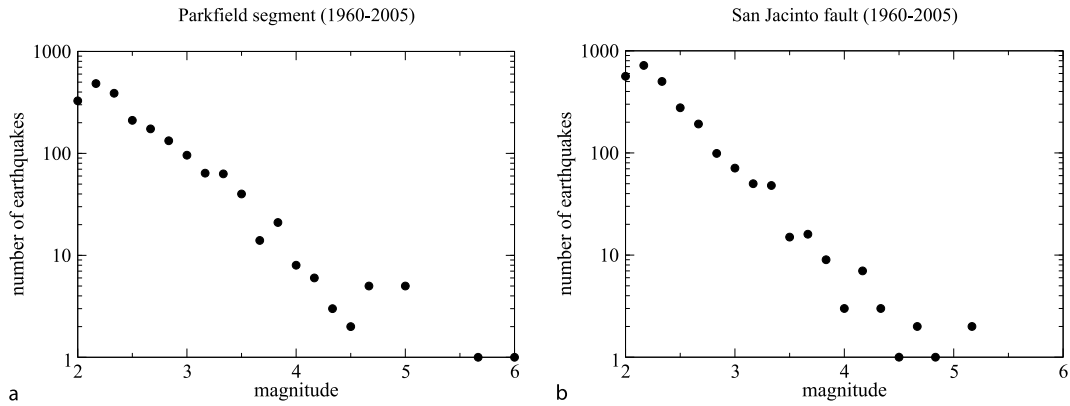 Parkfield segment (1960-2005)
1000
100
10
1
number of earthquakes
2 3 4 5 6
magnitude
a
San Jacinto fault (1960-2005)
1000
100
10
1
number of earthquakes
2 3 4 5 6
magnitude
b